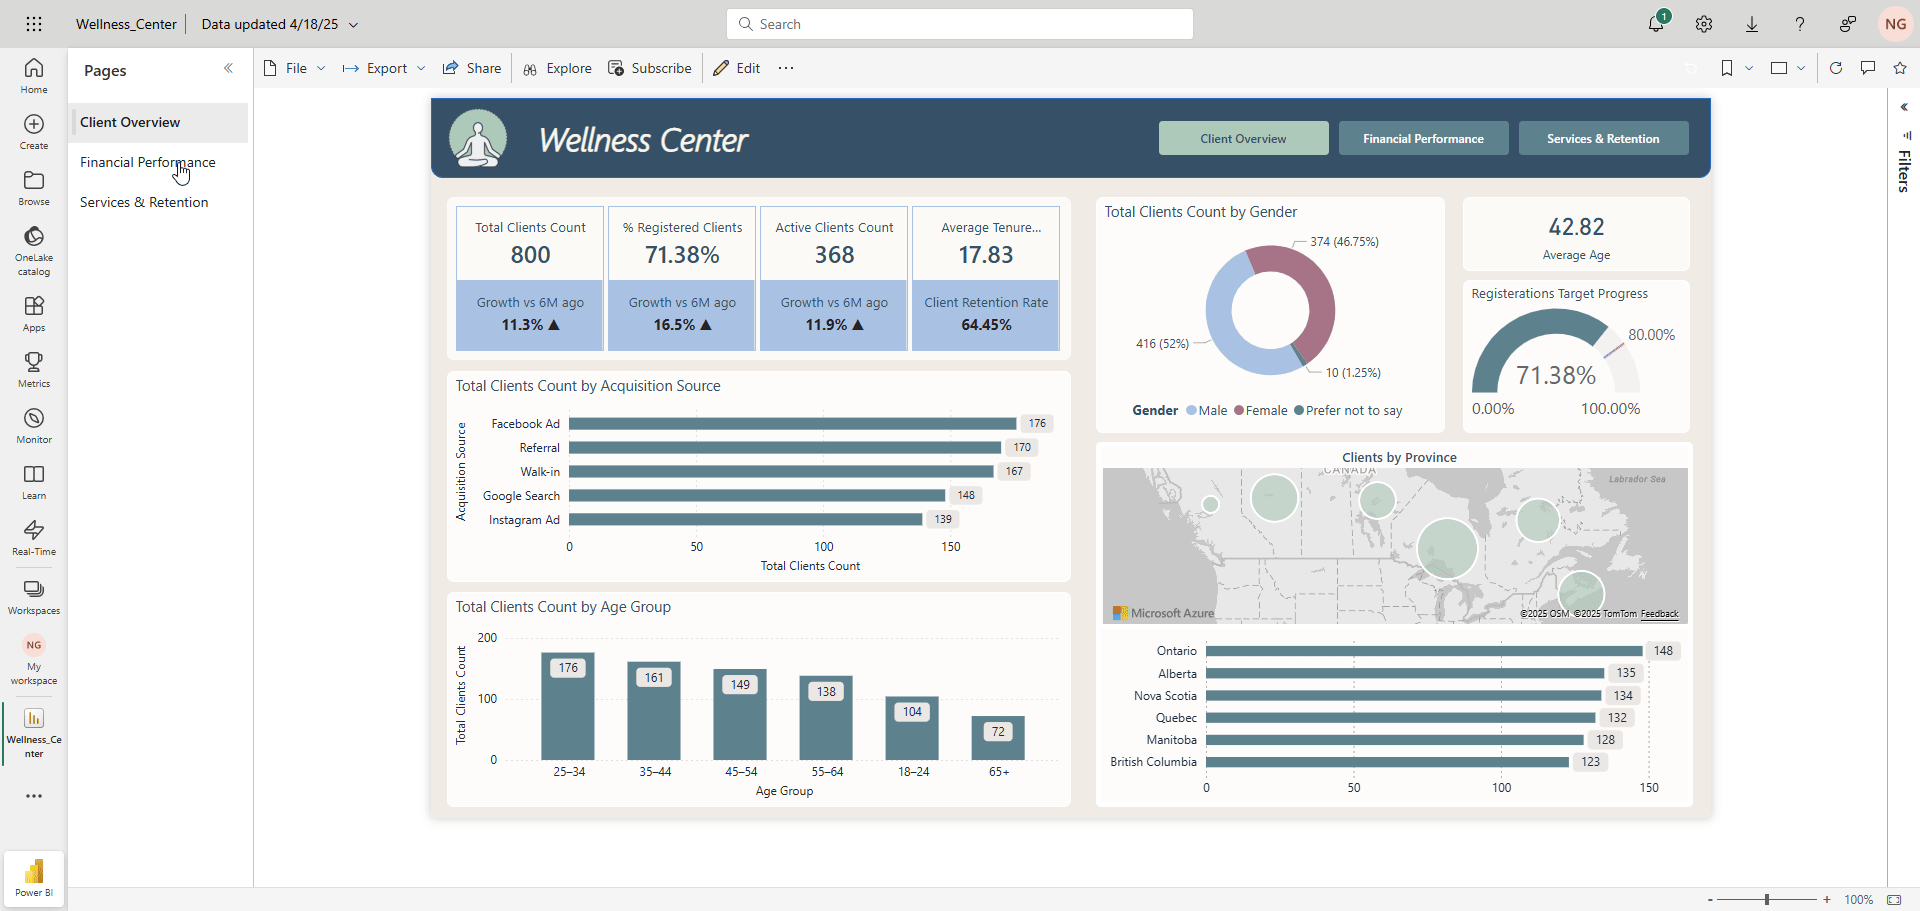 Wellness_Center
Data updated 4/18/25
Search
1
NG
Home
Create
Browse
OneLake
catalog
Apps
Metrics
Monitor
Learn
Real-Time
Workspaces
NG
My
workspace
Wellness_Ce
nter
Power BI
Pages
Client Overview
Financial Performance
Services & Retention
File
Export
Share
Explore
Subscribe
Edit
Filters
Wellness Center
Client Overview
Financial Performance
Services & Retention
Total Clients Count
800
Growth vs 6M ago
11.3% ▲
% Registered Clients
71.38%
Growth vs 6M ago
16.5% ▲
Active Clients Count
368
Growth vs 6M ago
11.9% ▲
Average Tenure...
17.83
Client Retention Rate
64.45%
Total Clients Count by Acquisition Source
Acquisition Source
Facebook Ad 176
Referral 170
Walk-in 167
Google Search 148
Instagram Ad 139
0 50 100 150
Total Clients Count
Total Clients Count by Age Group
Total Clients Count
200
100
0
176 161 149 138 104 72
25–34 35–44 45–54 55–64 18–24 65+
Age Group
Total Clients Count by Gender
374 (46.75%)
416 (52%)
10 (1.25%)
Gender Male Female Prefer not to say
42.82
Average Age
Registerations Target Progress
80.00%
71.38%
0.00% 100.00%
Clients by Province
CANADA
Labrador Sea
Microsoft Azure
©2025 OSM ©2025 TomTom Feedback
Ontario 148
Alberta 135
Nova Scotia 134
Quebec 132
Manitoba 128
British Columbia 123
0 50 100 150
- + 100%